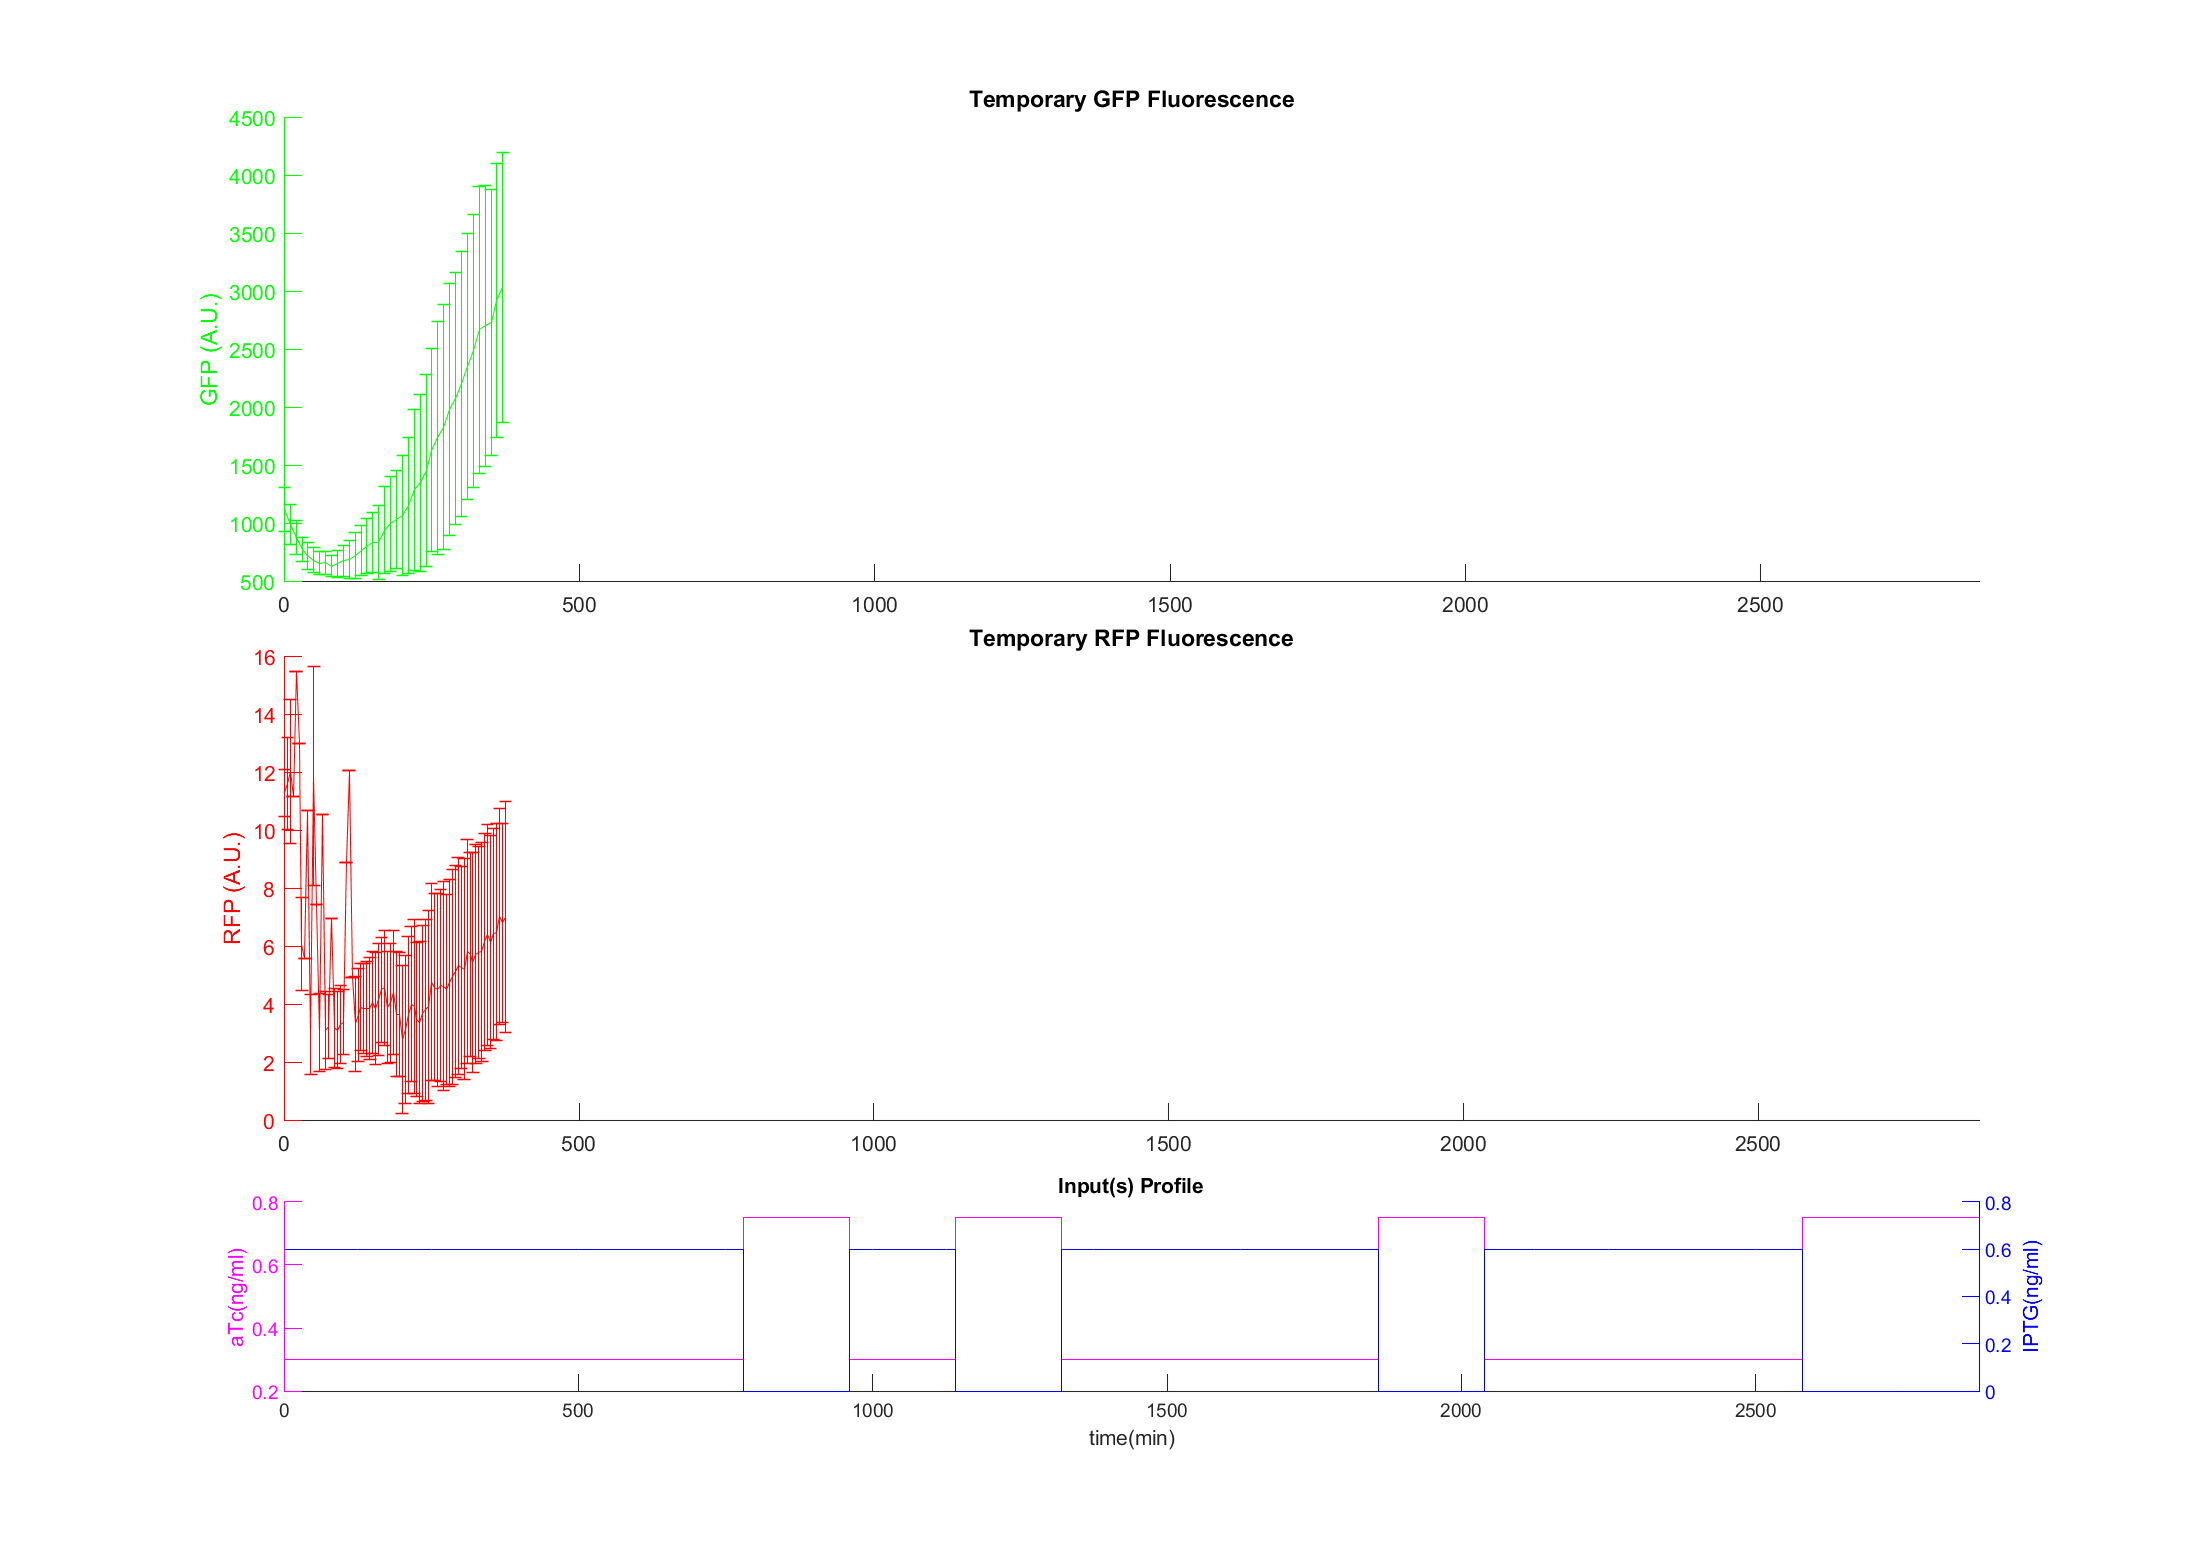 Temporary GFP Fluorescence
4500
4000
3500
3000
2500
2000
1500
1000
500
GFP (A.U.)
0 500 1000 1500 2000 2500
Temporary RFP Fluorescence
16
14
12
10
8
6
4
2
0
RFP (A.U.)
0 500 1000 1500 2000 2500
Input(s) Profile
0.8
0.6
0.4
0.2
aTc(ng/ml)
0.8
0.6
0.4
0.2
0
IPTG(ng/ml)
0 500 1000 1500 2000 2500
time(min)